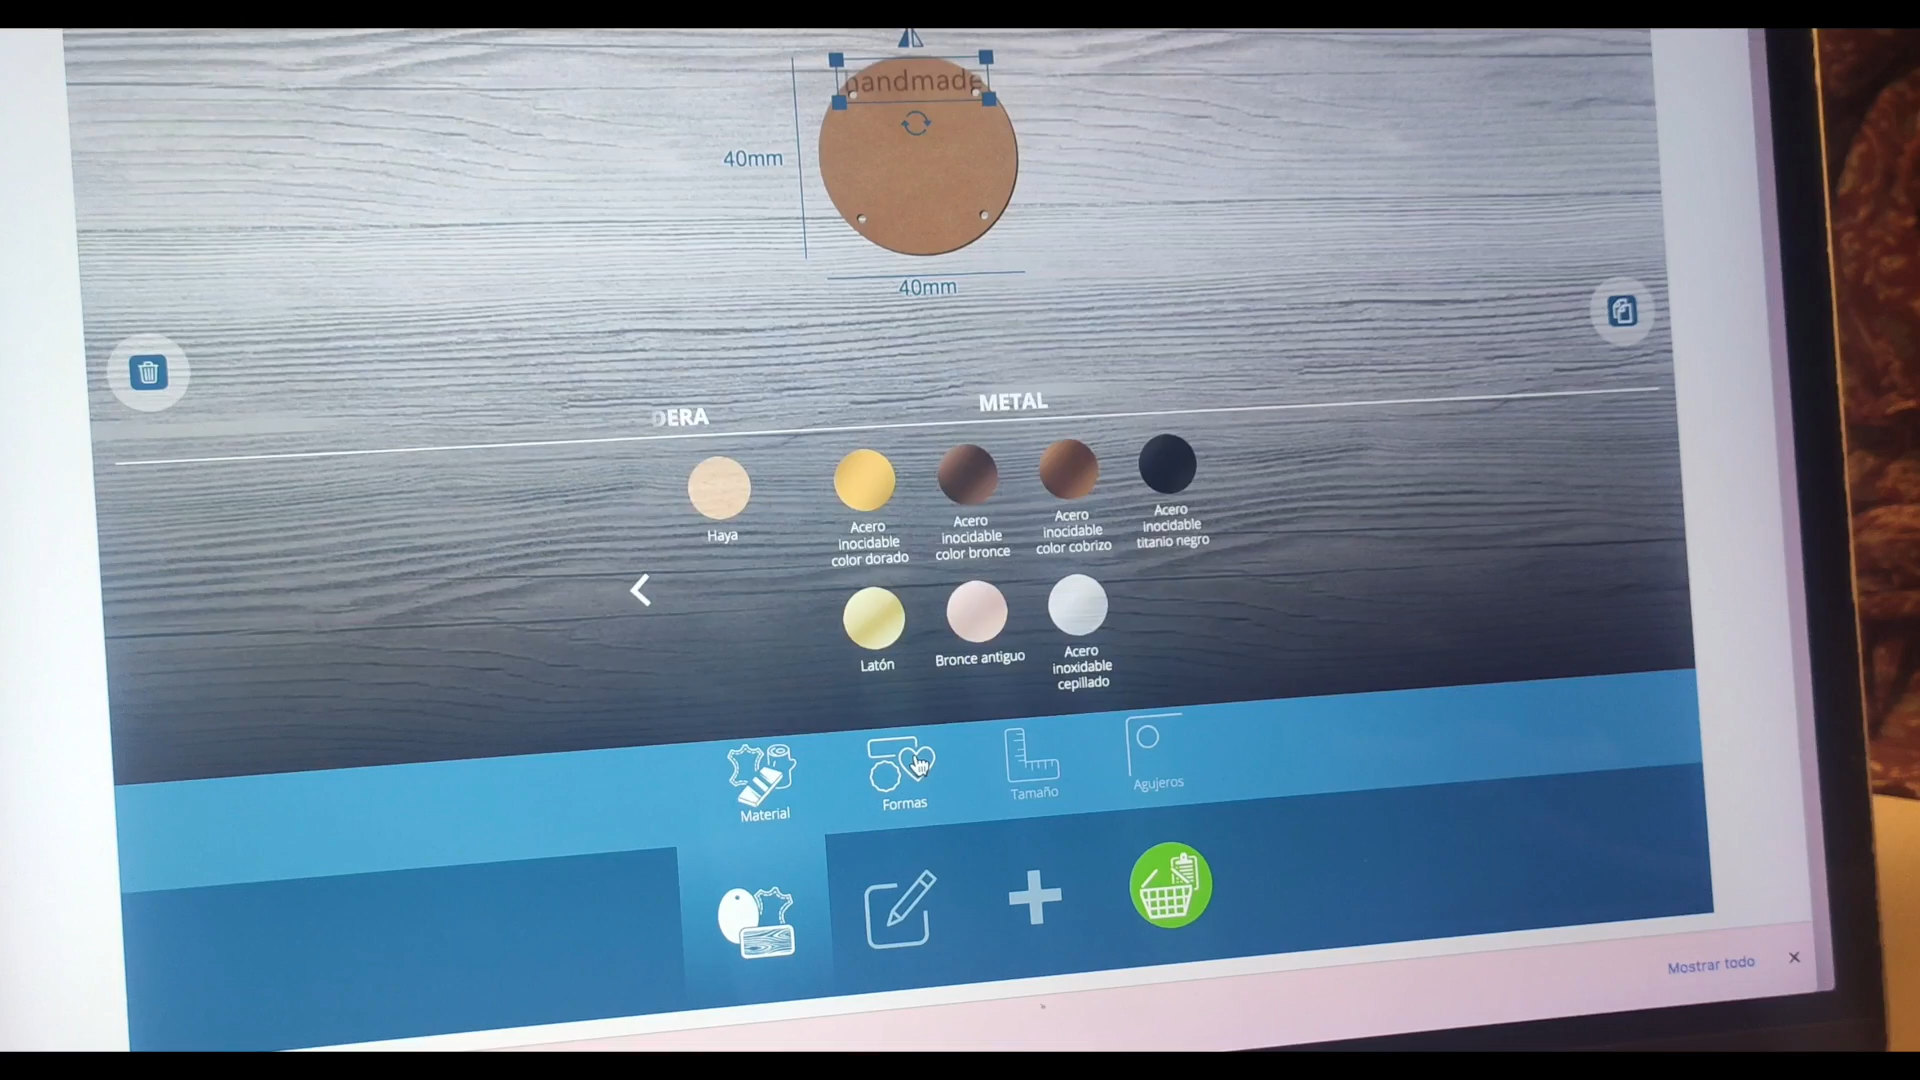 handmade
40mm
40mm
DERA
METAL
Haya
Acero
inocidable
color dorado
Acero
inocidable
color bronce
Acero
inocidable
color cobrizo
Acero
inocidable
titanio negro
Latón
Bronce antiguo
Acero
inoxidable
cepillado
Material
Formas
Tamaño
Agujeros
Mostrar todo